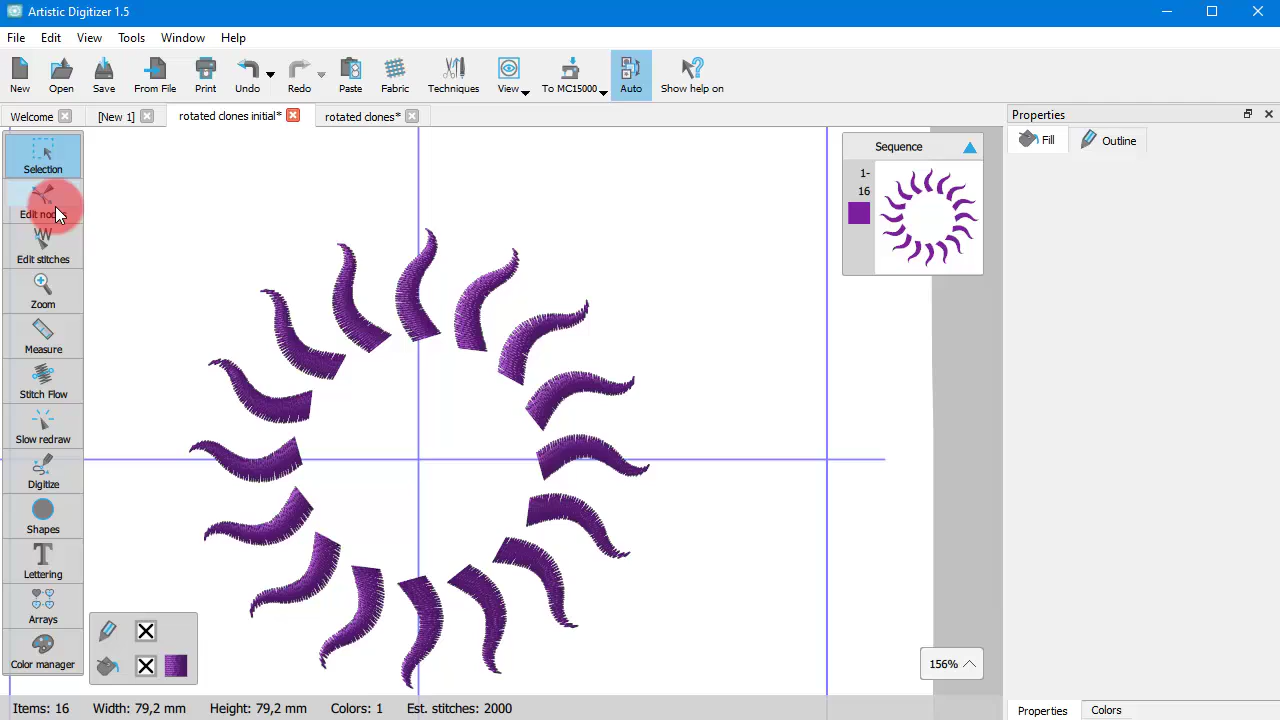 Artistic Digitizer 1.5
File Edit View Tools Window Help
New Open Save From File Print Undo Redo Paste Fabric Techniques View To MC15000 Auto Show help on
Welcome [New 1] rotated clones initial* rotated clones*
Properties
Fill Outline
Selection
Edit nod
Edit stitches
Zoom
Measure
Stitch Flow
Slow redraw
Digitize
Shapes
Lettering
Arrays
Color manager
Sequence
1-
16
156%
Items: 16 Width: 79,2 mm Height: 79,2 mm Colors: 1 Est. stitches: 2000
Properties Colors